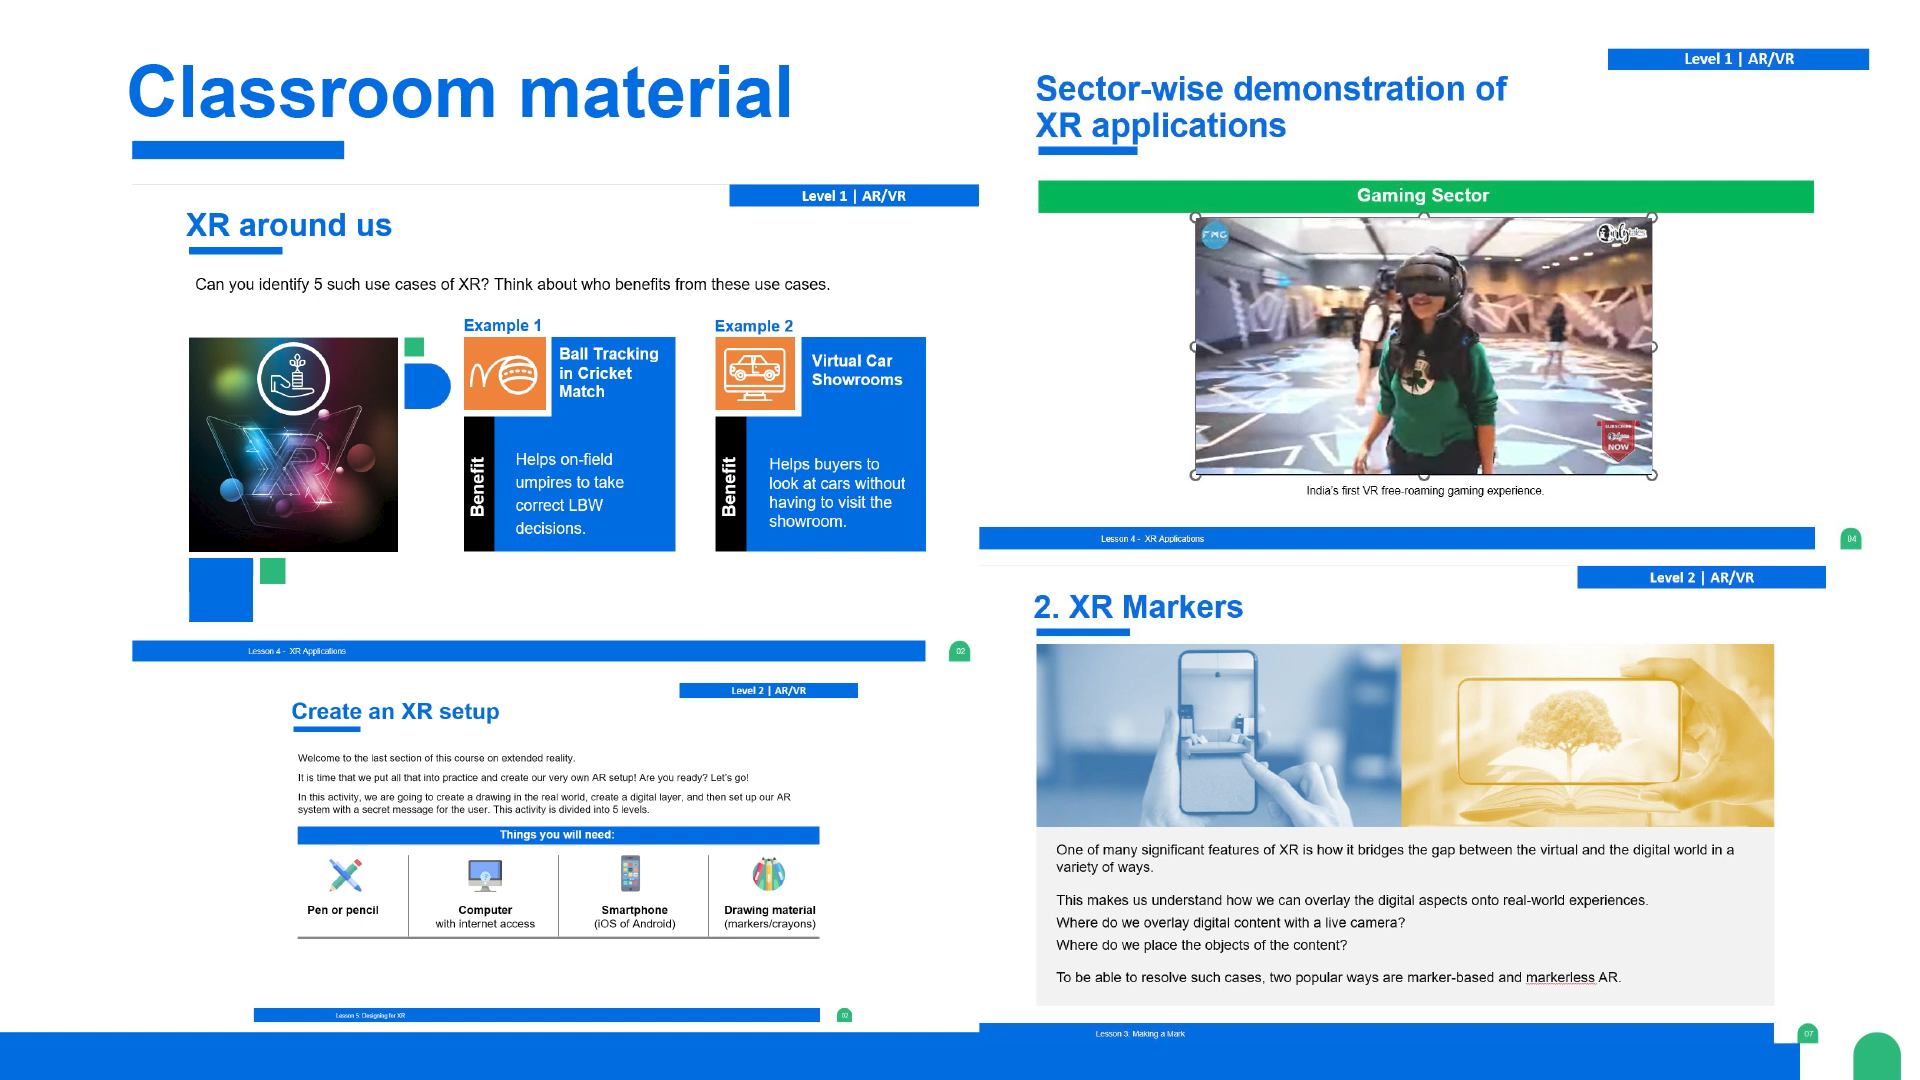 Classroom material
Level 1 | AR/VR
XR around us
Can you identify 5 such use cases of XR? Think about who benefits from these use cases.
XR
Example 1
Ball Tracking
in Cricket
Match
Benefit
Helps on-field
umpires to take
correct LBW
decisions.
Example 2
Virtual Car
Showrooms
Benefit
Helps buyers to
look at cars without
having to visit the
showroom.
Lesson 4 - XR Applications
02
Level 2 | AR/VR
Create an XR setup
Welcome to the last section of this course on extended reality.
It is time that we put all that into practice and create our very own AR setup! Are you ready? Let's go!
In this activity, we are going to create a drawing in the real world, create a digital layer, and then set up our AR
system with a secret message for the user. This activity is divided into 5 levels.
Things you will need:
Pen or pencil
Computer
with internet access
Smartphone
(iOS of Android)
Drawing material
(markers/crayons)
Lesson 5: Designing for XR
02
Level 1 | AR/VR
Sector-wise demonstration of
XR applications
Gaming Sector
FMC
SUBSCRIBE
NOW
India's first VR free-roaming gaming experience.
Lesson 4 - XR Applications
04
Level 2 | AR/VR
2. XR Markers
One of many significant features of XR is how it bridges the gap between the virtual and the digital world in a
variety of ways.
This makes us understand how we can overlay the digital aspects onto real-world experiences.
Where do we overlay digital content with a live camera?
Where do we place the objects of the content?
To be able to resolve such cases, two popular ways are marker-based and markerless AR.
Lesson 3: Making a Mark
07